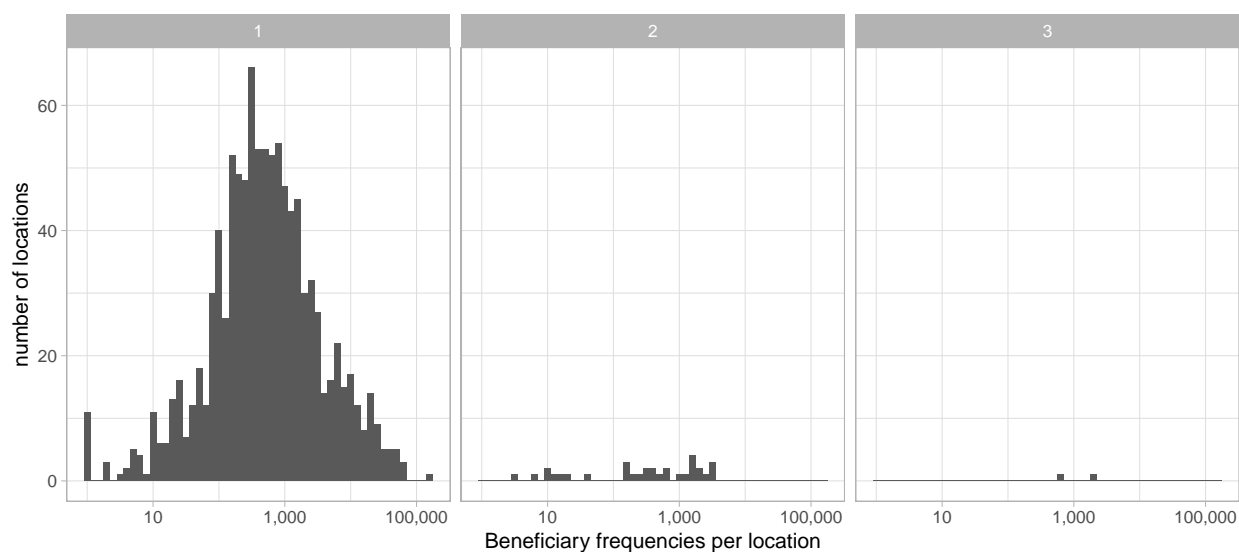 1 2 3
number of locations
60
40
20
0
10 1,000 100,000 10 1,000 100,000 10 1,000 100,000
Beneficiary frequencies per location